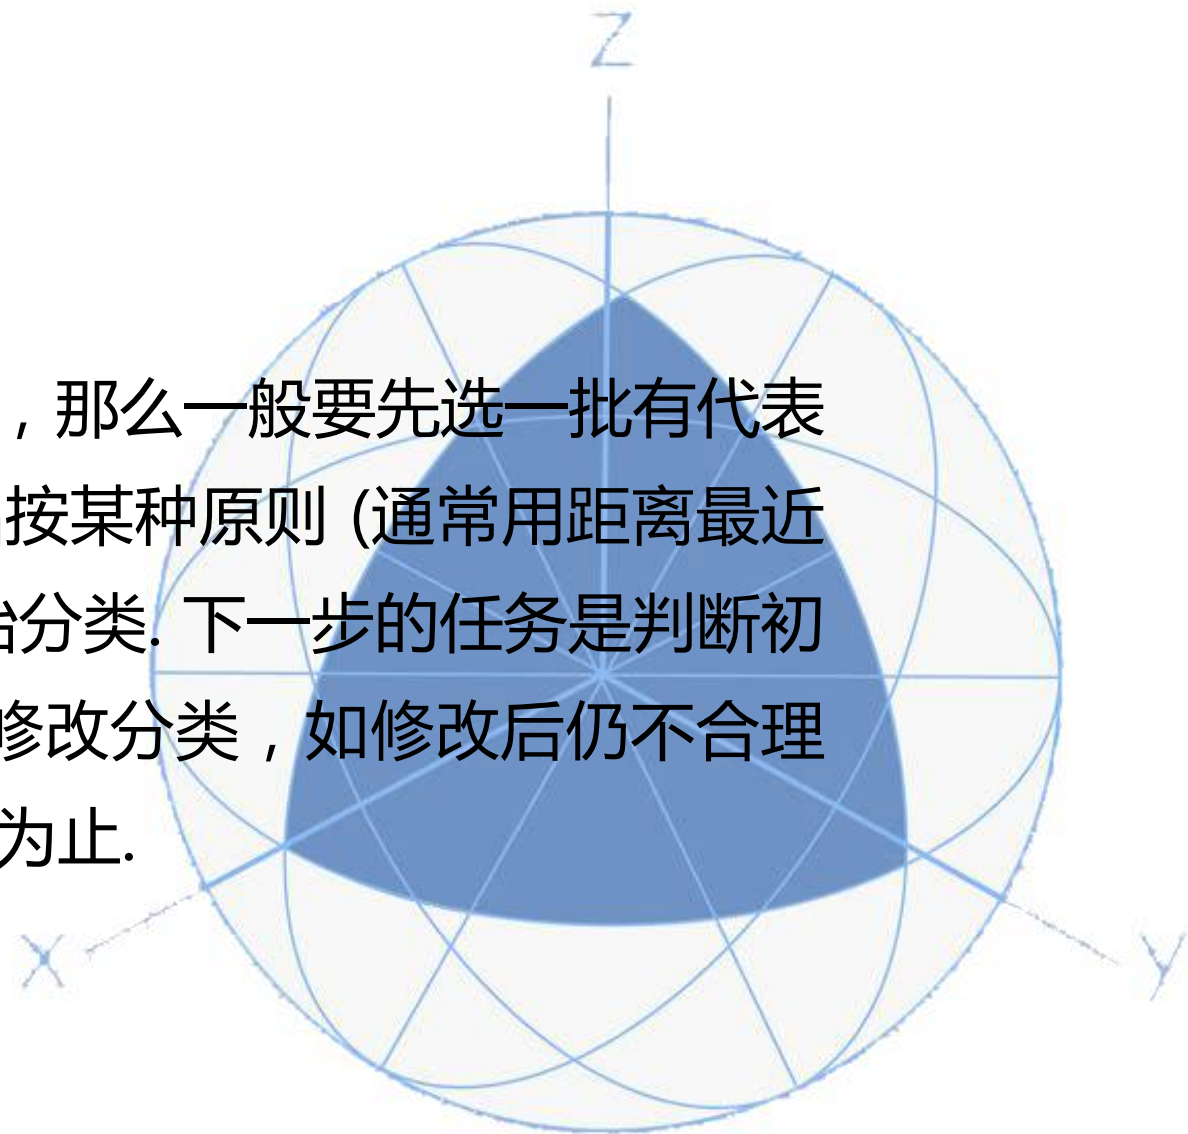 Z
，那么一般要先选一批有代表
按某种原则 (通常用距离最近
分类. 下一步的任务是判断初
修改分类，如修改后仍不合理
为止.
X
Y